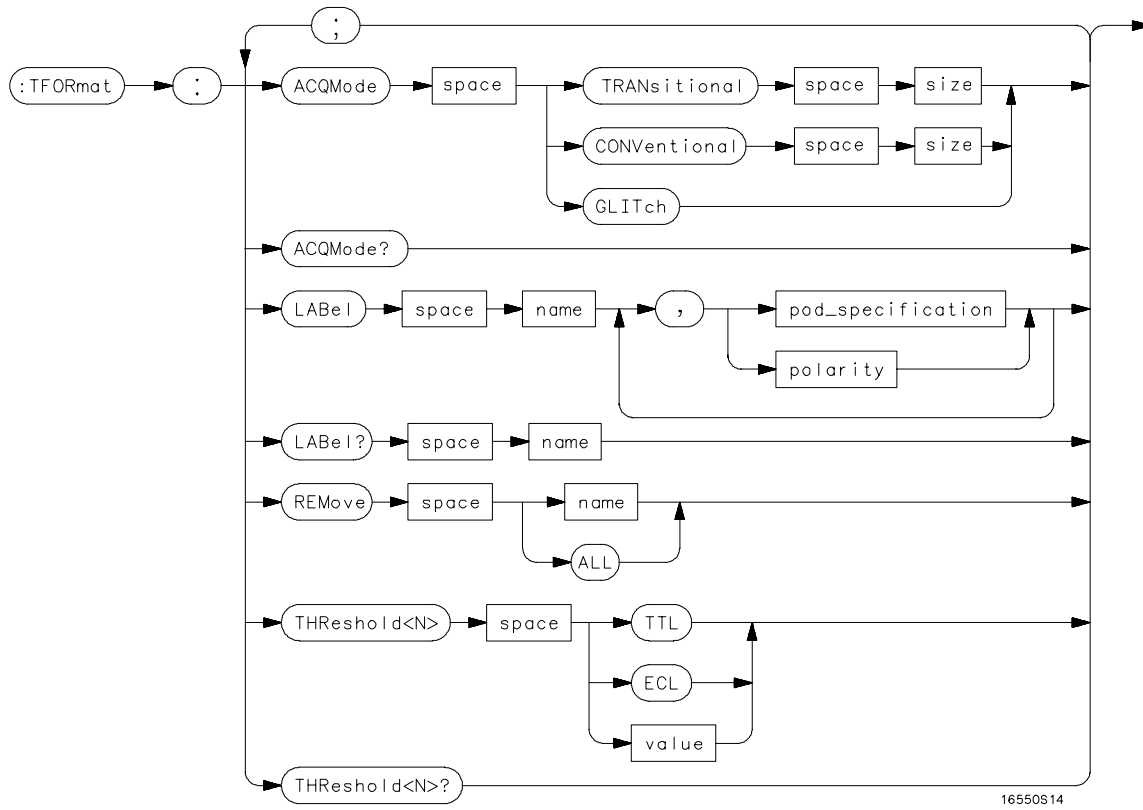 ;
:TFORmat : ACQMode space TRANsitional space size
CONVentional space size
GLITch
ACQMode?
LABel space name , pod_specification
polarity
LABel? space name
REMove space name
ALL
THReshold<N> space TTL
ECL
value
THReshold<N>?
16550S14